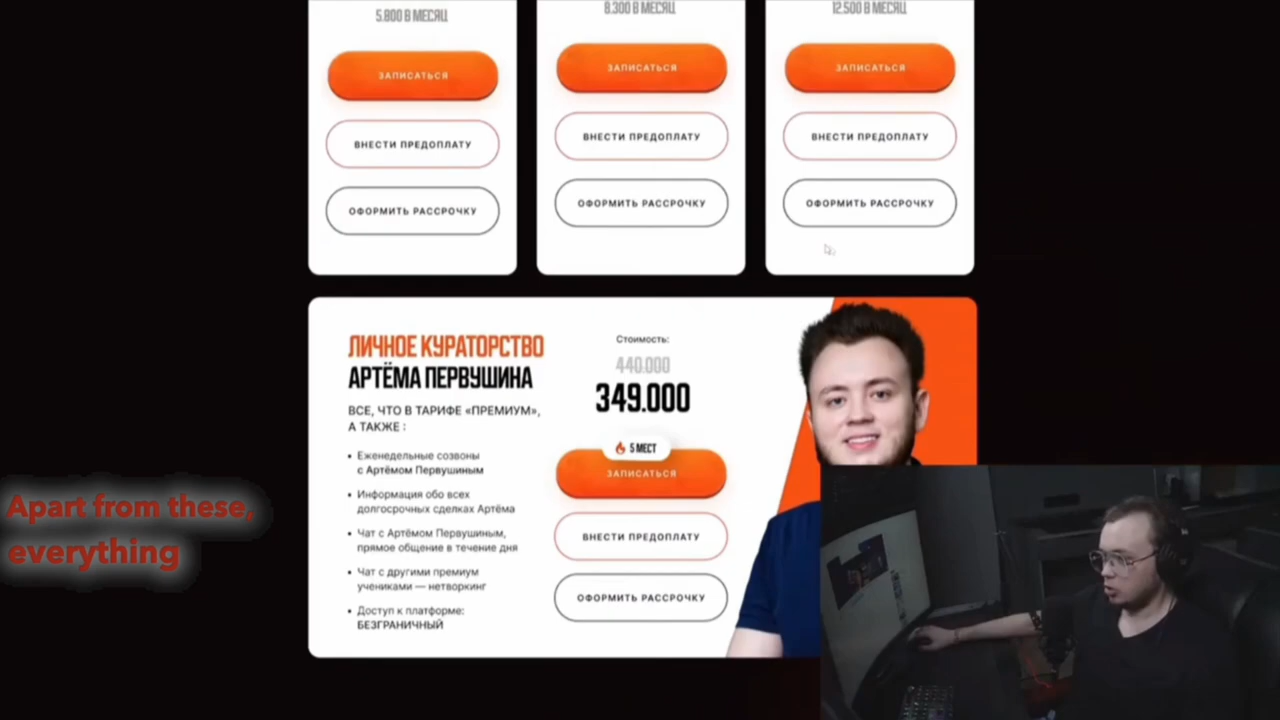 5.800 В МЕСЯЦ
8.300 В МЕСЯЦ
12.500 В МЕСЯЦ
ЗАПИСАТЬСЯ
ЗАПИСАТЬСЯ
ЗАПИСАТЬСЯ
ВНЕСТИ ПРЕДОПЛАТУ
ВНЕСТИ ПРЕДОПЛАТУ
ВНЕСТИ ПРЕДОПЛАТУ
ОФОРМИТЬ РАССРОЧКУ
ОФОРМИТЬ РАССРОЧКУ
ОФОРМИТЬ РАССРОЧКУ
ЛИЧНОЕ КУРАТОРСТВО
АРТЁМА ПЕРВУШИНА
ВСЕ, ЧТО В ТАРИФЕ «ПРЕМИУМ»,
А ТАКЖЕ :
• Еженедельные созвоны
с Артёмом Первушиным
• Информация обо всех
долгосрочных сделках Артёма
• Чат с Артёмом Первушиным,
прямое общение в течение дня
• Чат с другими премиум
учениками — нетворкинг
• Доступ к платформе:
БЕЗГРАНИЧНЫЙ
Стоимость:
440.000
349.000
5 МЕСТ
ЗАПИСАТЬСЯ
ВНЕСТИ ПРЕДОПЛАТУ
ОФОРМИТЬ РАССРОЧКУ
Apart from these,
everything